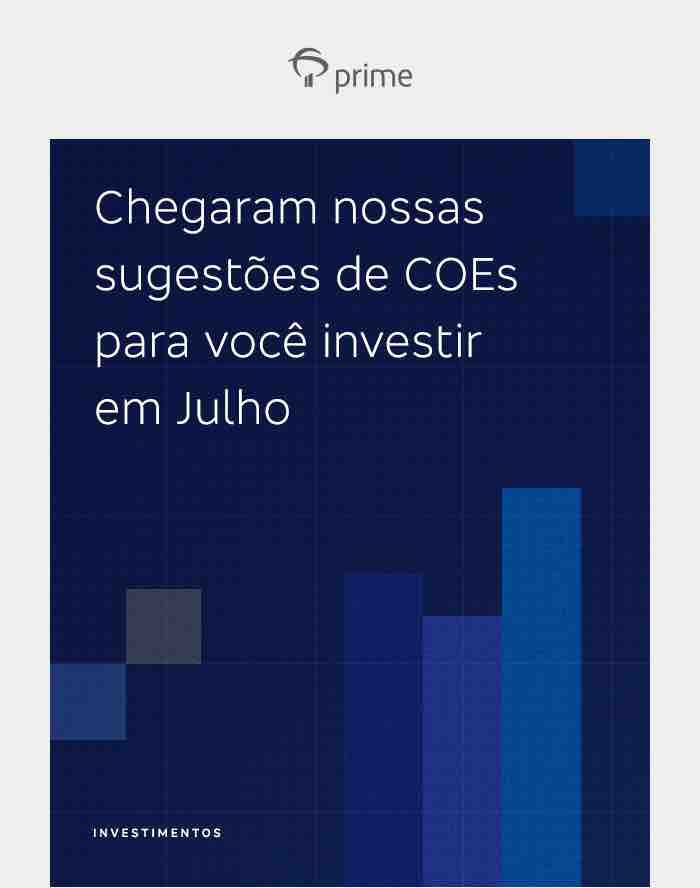 prime
Chegaram nossas
sugestões de COEs
para você investir
em Julho
INVESTIMENTOS